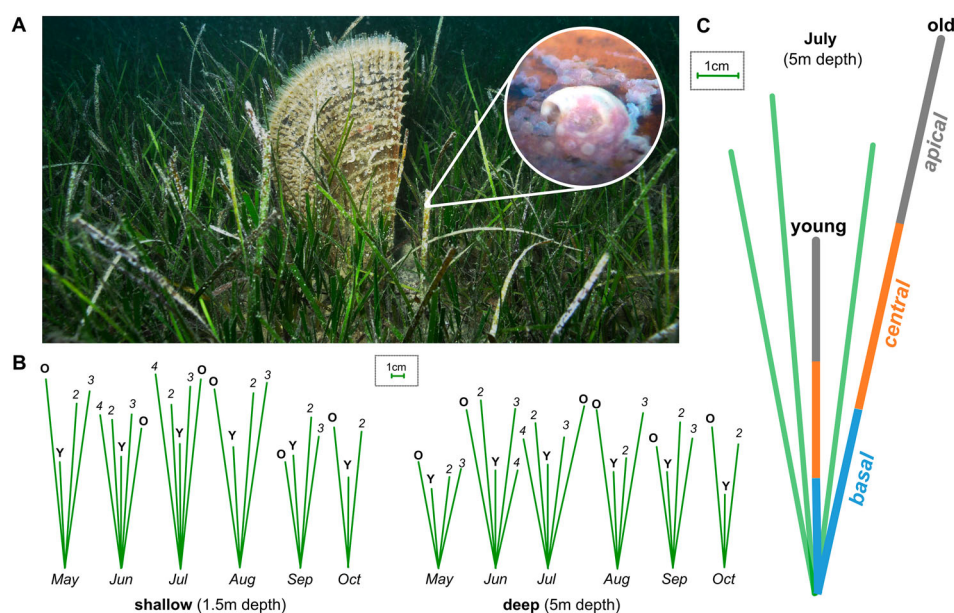 A
B
1cm
O
Y
2
3
4
2
Y
3
O
4
2
Y
3
O
O
Y
2
3
O
Y
2
3
O
Y
2
O
Y
2
3
O
2
Y
3
4
4
2
Y
3
O
O
Y
2
3
O
Y
2
3
O
Y
2
May
Jun
Jul
Aug
Sep
Oct
May
Jun
Jul
Aug
Sep
Oct
shallow (1.5m depth)
deep (5m depth)
C
1cm
July
(5m depth)
old
apical
young
central
basal